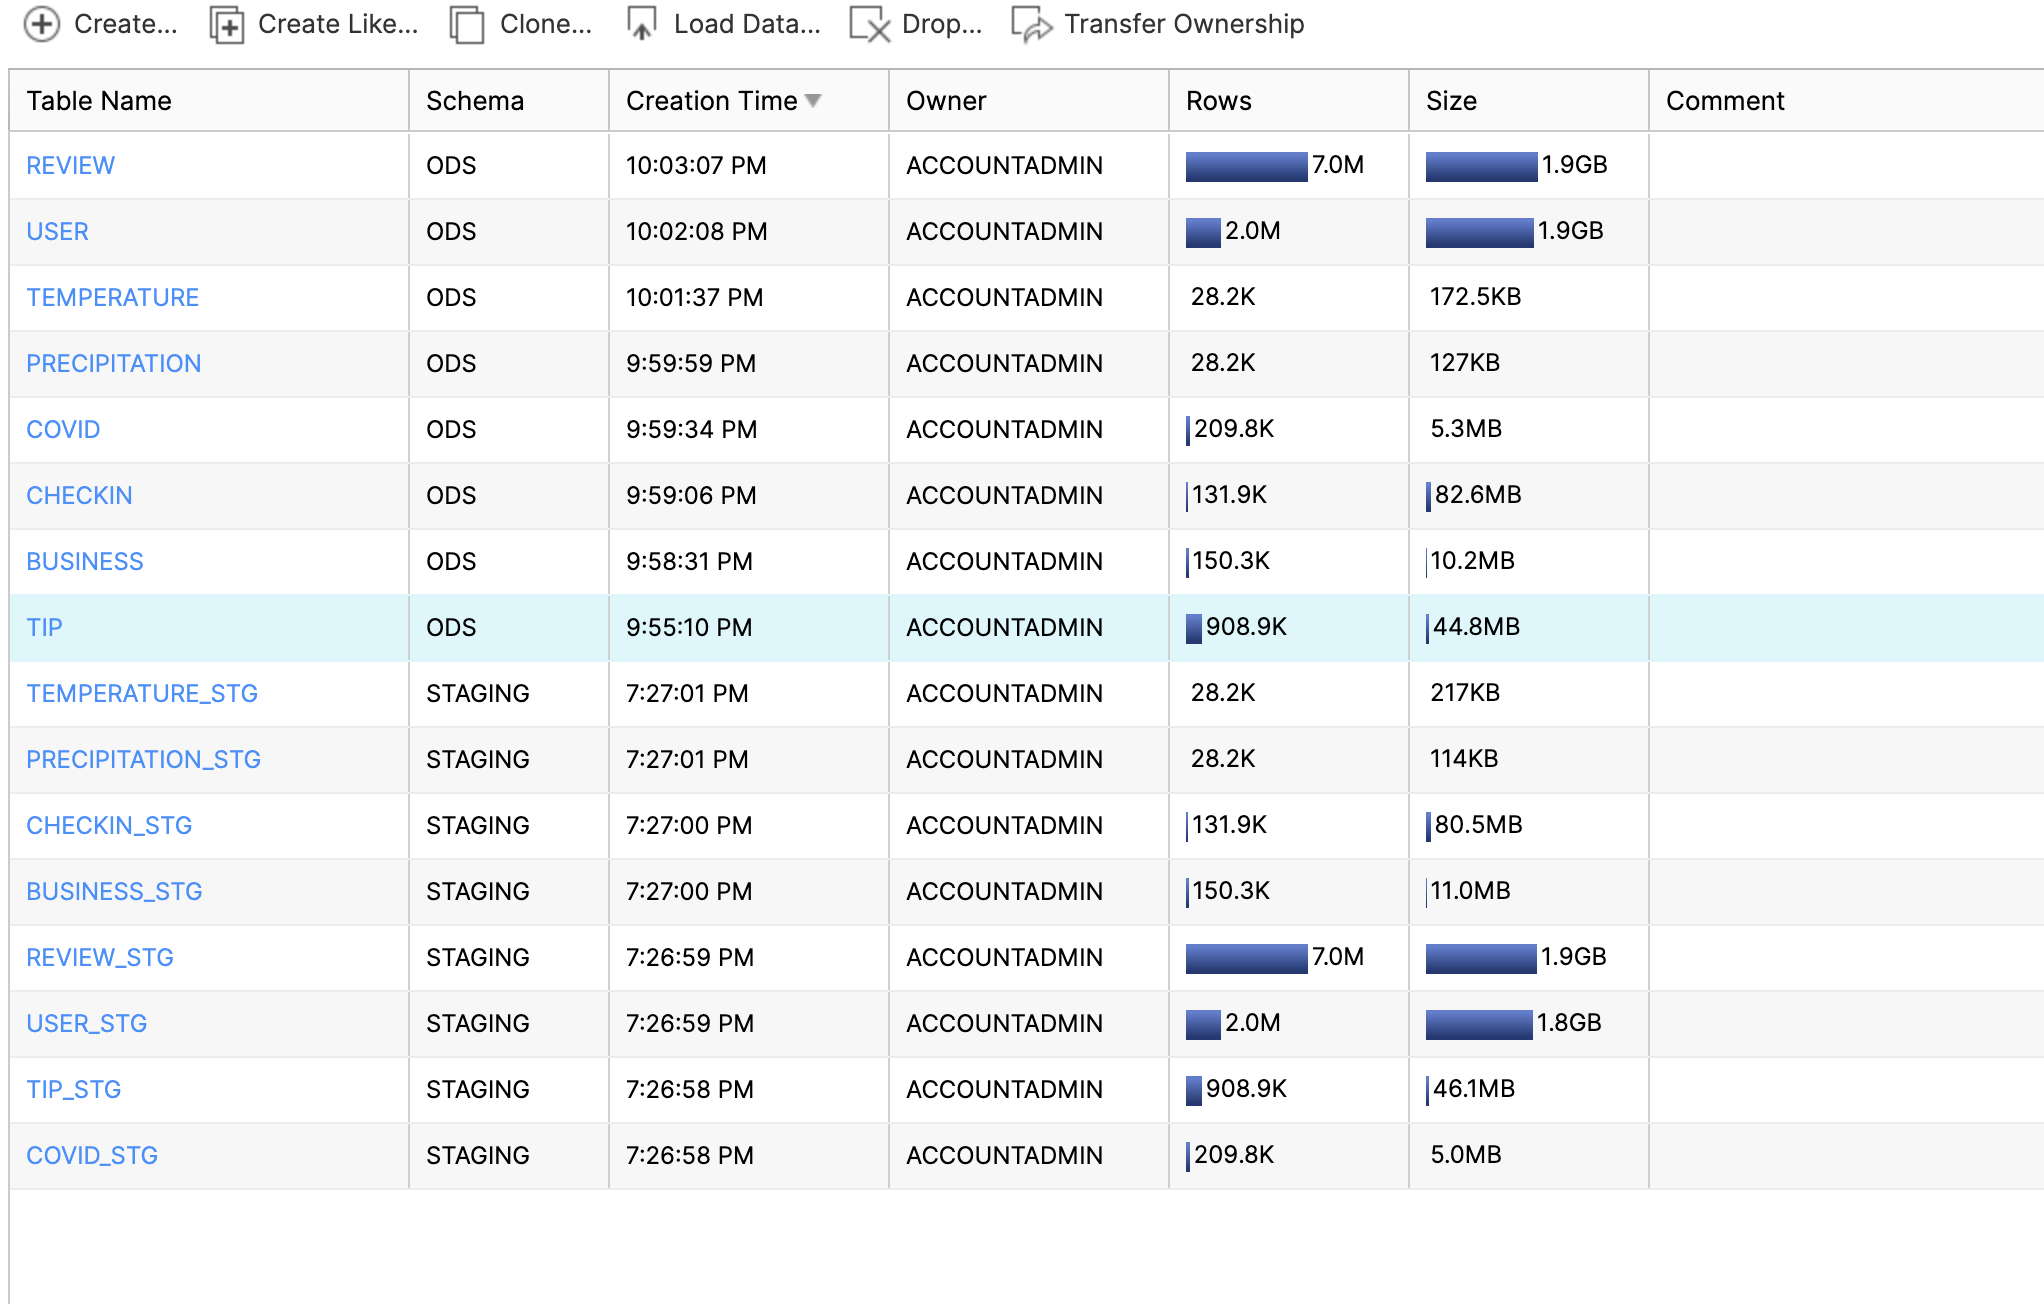 Create... Create Like... Clone... Load Data... Drop... Transfer Ownership
Table Name Schema Creation Time Owner Rows Size Comment
REVIEW ODS 10:03:07 PM ACCOUNTADMIN 7.0M 1.9GB
USER ODS 10:02:08 PM ACCOUNTADMIN 2.0M 1.9GB
TEMPERATURE ODS 10:01:37 PM ACCOUNTADMIN 28.2K 172.5KB
PRECIPITATION ODS 9:59:59 PM ACCOUNTADMIN 28.2K 127KB
COVID ODS 9:59:34 PM ACCOUNTADMIN 209.8K 5.3MB
CHECKIN ODS 9:59:06 PM ACCOUNTADMIN 131.9K 82.6MB
BUSINESS ODS 9:58:31 PM ACCOUNTADMIN 150.3K 10.2MB
TIP ODS 9:55:10 PM ACCOUNTADMIN 908.9K 44.8MB
TEMPERATURE_STG STAGING 7:27:01 PM ACCOUNTADMIN 28.2K 217KB
PRECIPITATION_STG STAGING 7:27:01 PM ACCOUNTADMIN 28.2K 114KB
CHECKIN_STG STAGING 7:27:00 PM ACCOUNTADMIN 131.9K 80.5MB
BUSINESS_STG STAGING 7:27:00 PM ACCOUNTADMIN 150.3K 11.0MB
REVIEW_STG STAGING 7:26:59 PM ACCOUNTADMIN 7.0M 1.9GB
USER_STG STAGING 7:26:59 PM ACCOUNTADMIN 2.0M 1.8GB
TIP_STG STAGING 7:26:58 PM ACCOUNTADMIN 908.9K 46.1MB
COVID_STG STAGING 7:26:58 PM ACCOUNTADMIN 209.8K 5.0MB